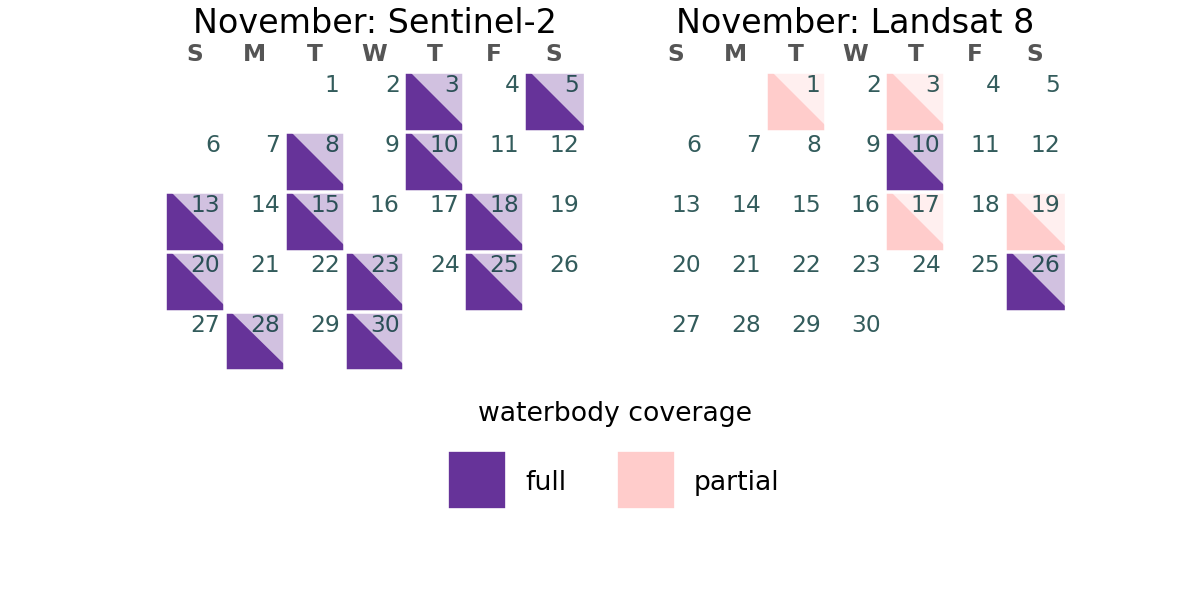 November: Sentinel-2
S M T W T F S
1 2 3 4 5
6 7 8 9 10 11 12
13 14 15 16 17 18 19
20 21 22 23 24 25 26
27 28 29 30
November: Landsat 8
S M T W T F S
1 2 3 4 5
6 7 8 9 10 11 12
13 14 15 16 17 18 19
20 21 22 23 24 25 26
27 28 29 30
waterbody coverage
full
partial